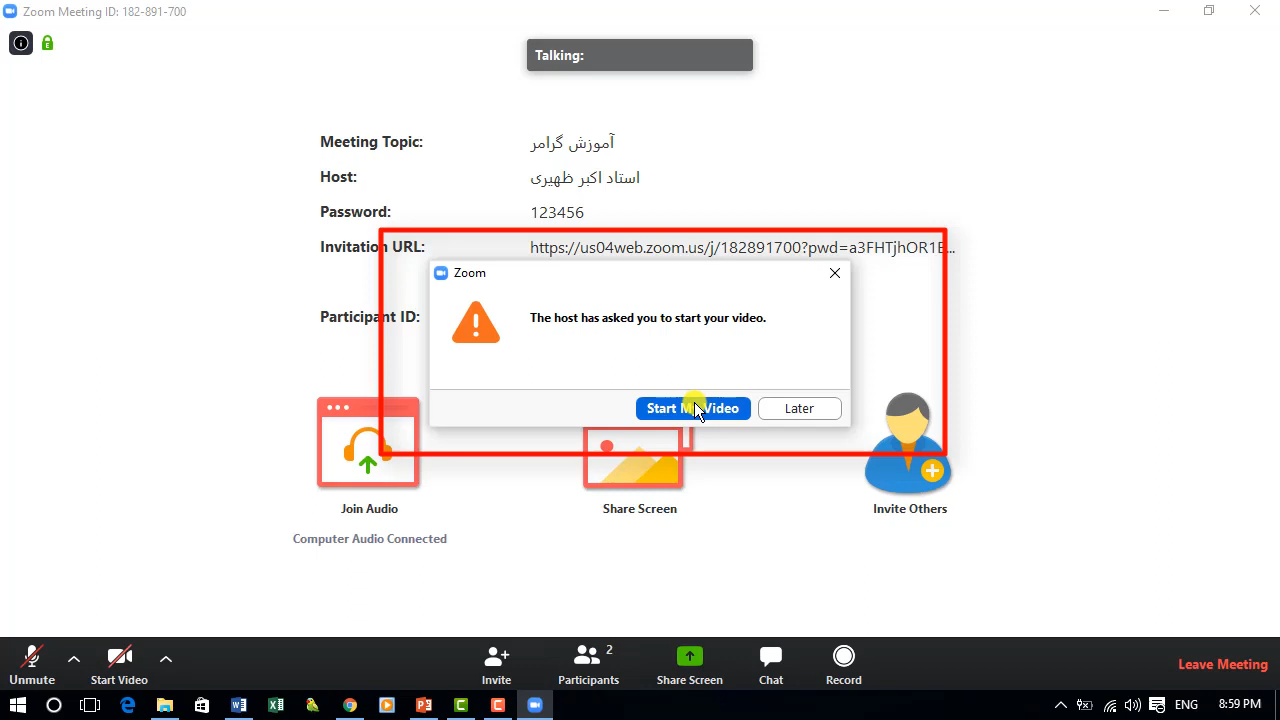 Zoom Meeting ID: 182-891-700
Talking:
Meeting Topic: آموزش گرامر
Host: استاد اکبر ظهیری
Password: 123456
Invitation URL: https://us04web.zoom.us/j/182891700?pwd=a3FHTjhOR1E...
Zoom
The host has asked you to start your video.
Participant ID:
Start My Video Later
Join Audio Share Screen Invite Others
Computer Audio Connected
2
Unmute Start Video Invite Participants Share Screen Chat Record Leave Meeting
ENG 8:59 PM